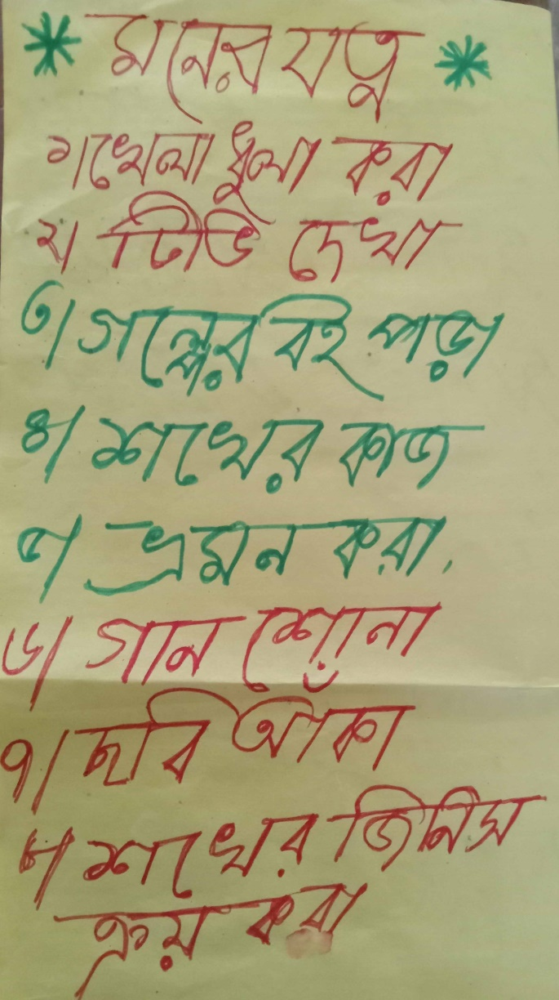 মনের যত্ন
১। খেলা ধুলা করা
২। টিভি দেখা
৩। গল্পের বই পড়া
৪। শখের কাজ
৫। ভ্রমন করা
৬। গান শোনা
৭। ছবি আঁকা
৮। শখের জিনিস
ক্রয় করা